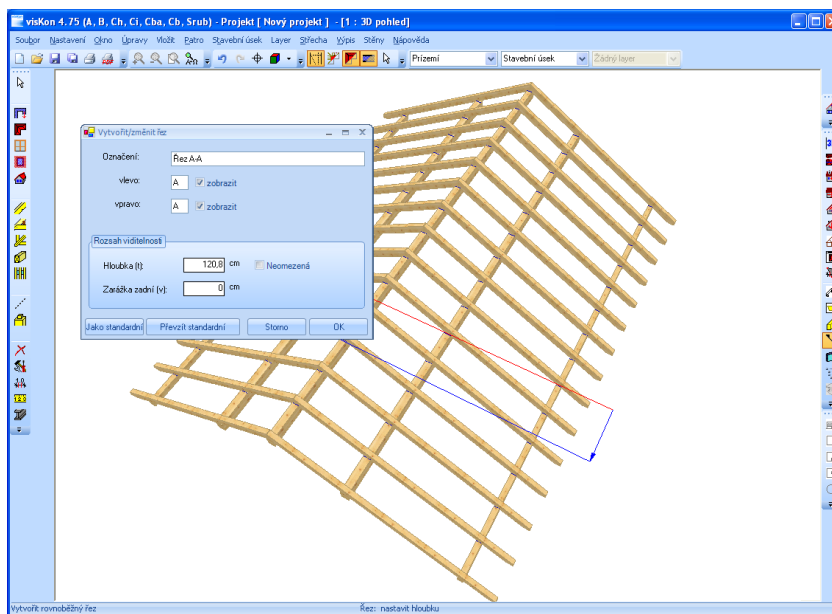 visKon 4.75 (A, B, Ch, Ci, Cba, Cb, Srub) - Projekt [ Nový projekt ] - [1 : 3D pohled]
Soubor Nastavení Okno Úpravy Vložit Patro Stavební úsek Layer Střecha Výpis Stěny Nápověda
Přízemí Stavební úsek Žádný layer
Vytvořit/změnit řez
Označení: Řez A-A
vlevo: A zobrazit
vpravo: A zobrazit
Rozsah viditelnosti
Hloubka (t): 120,8 cm Neomezená
Zarážka zadní (v): 0 cm
Jako standardní Převzít standardní Storno OK
Vytvořit rovnoběžný řez Řez: nastavit hloubku